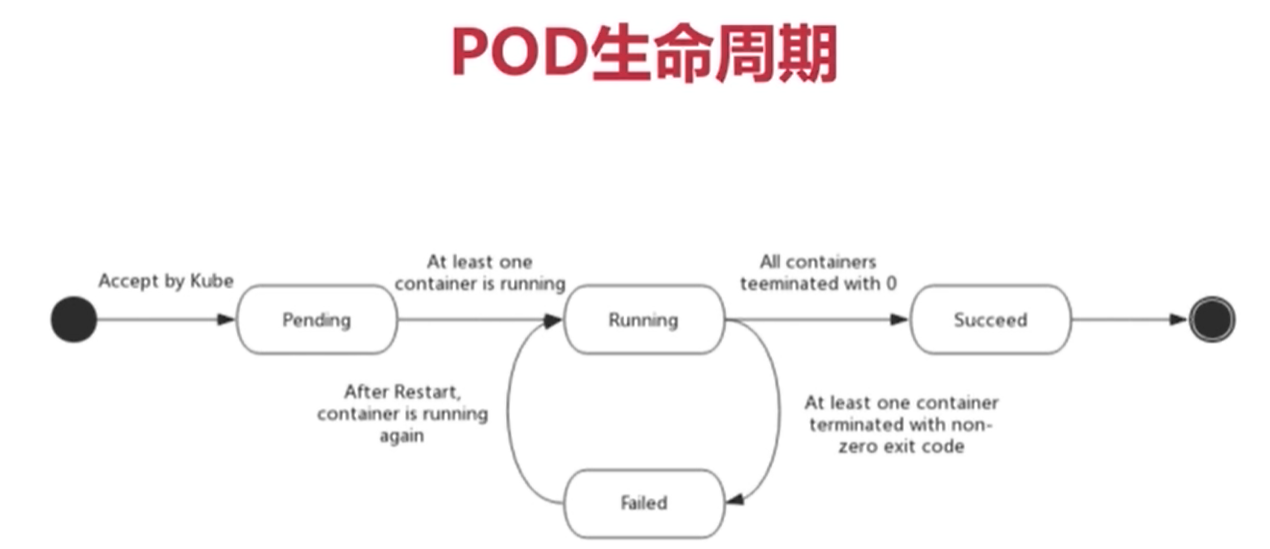 POD生命周期
Accept by Kube
At least one
container is running
All containers
teeminated with 0
Pending
Running
Succeed
After Restart,
container is running
again
At least one container
terminated with non-
zero exit code
Failed